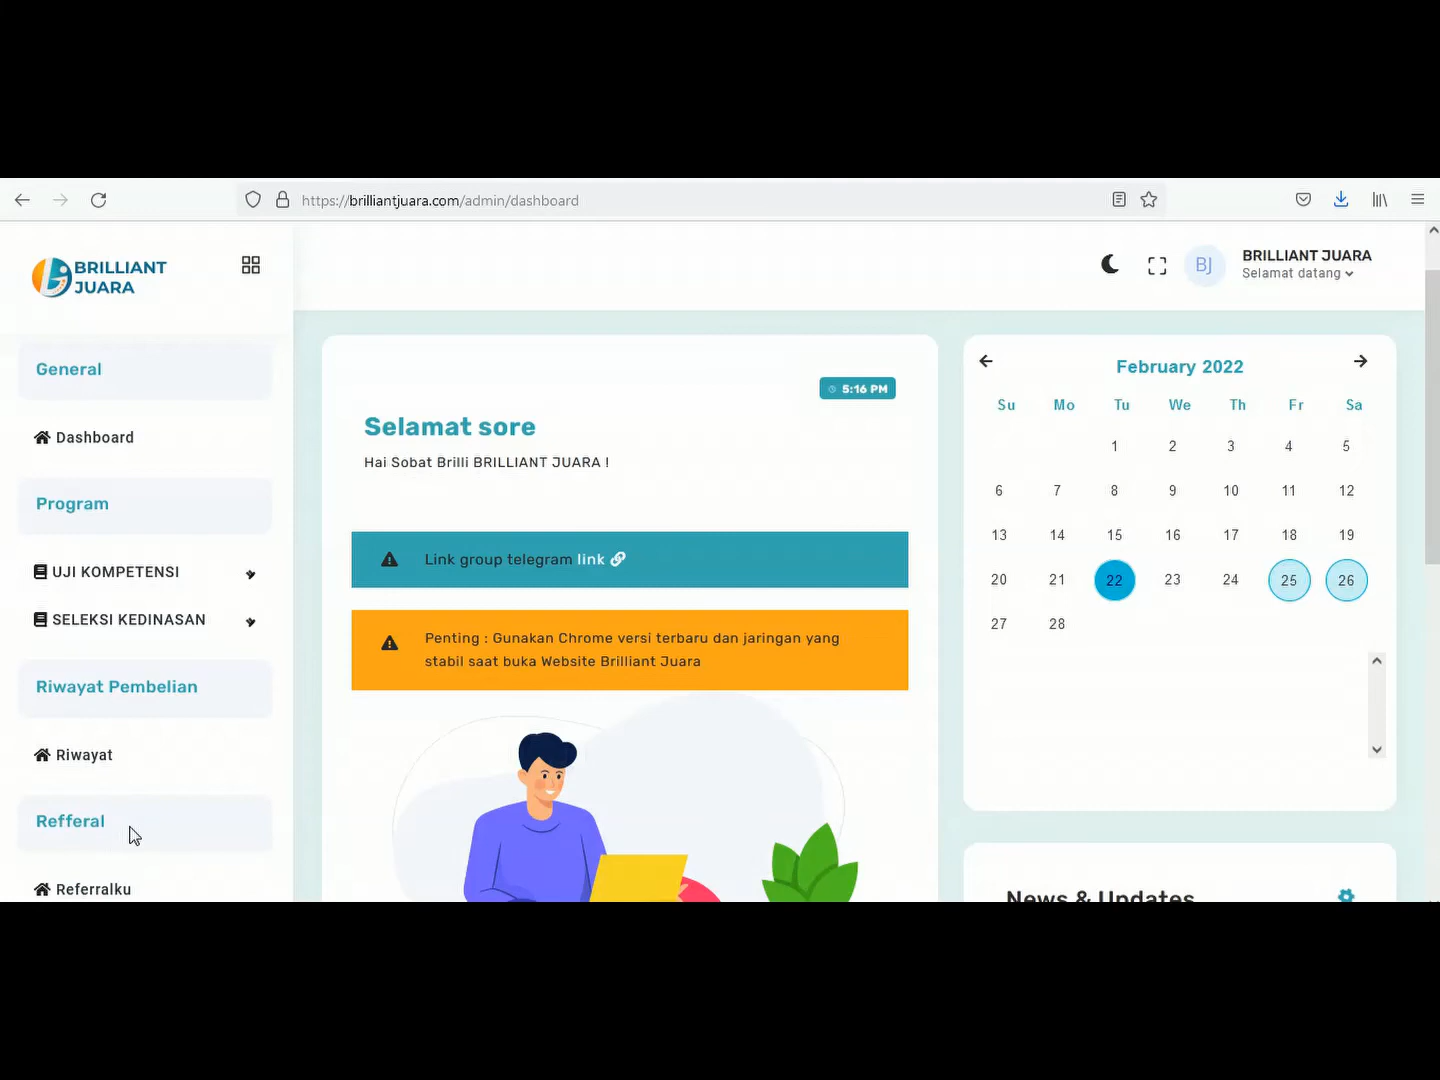 https://brilliantjuara.com/admin/dashboard
BRILLIANT
JUARA
BJ
BRILLIANT JUARA
Selamat datang
General
Dashboard
Program
UJI KOMPETENSI
SELEKSI KEDINASAN
Riwayat Pembelian
Riwayat
Refferal
Referralku
5:16 PM
Selamat sore
Hai Sobat Brilli BRILLIANT JUARA !
Link group telegram link
Penting : Gunakan Chrome versi terbaru dan jaringan yang
stabil saat buka Website Brilliant Juara
February 2022
Su Mo Tu We Th Fr Sa
1 2 3 4 5
6 7 8 9 10 11 12
13 14 15 16 17 18 19
20 21 22 23 24 25 26
27 28
News & Updates